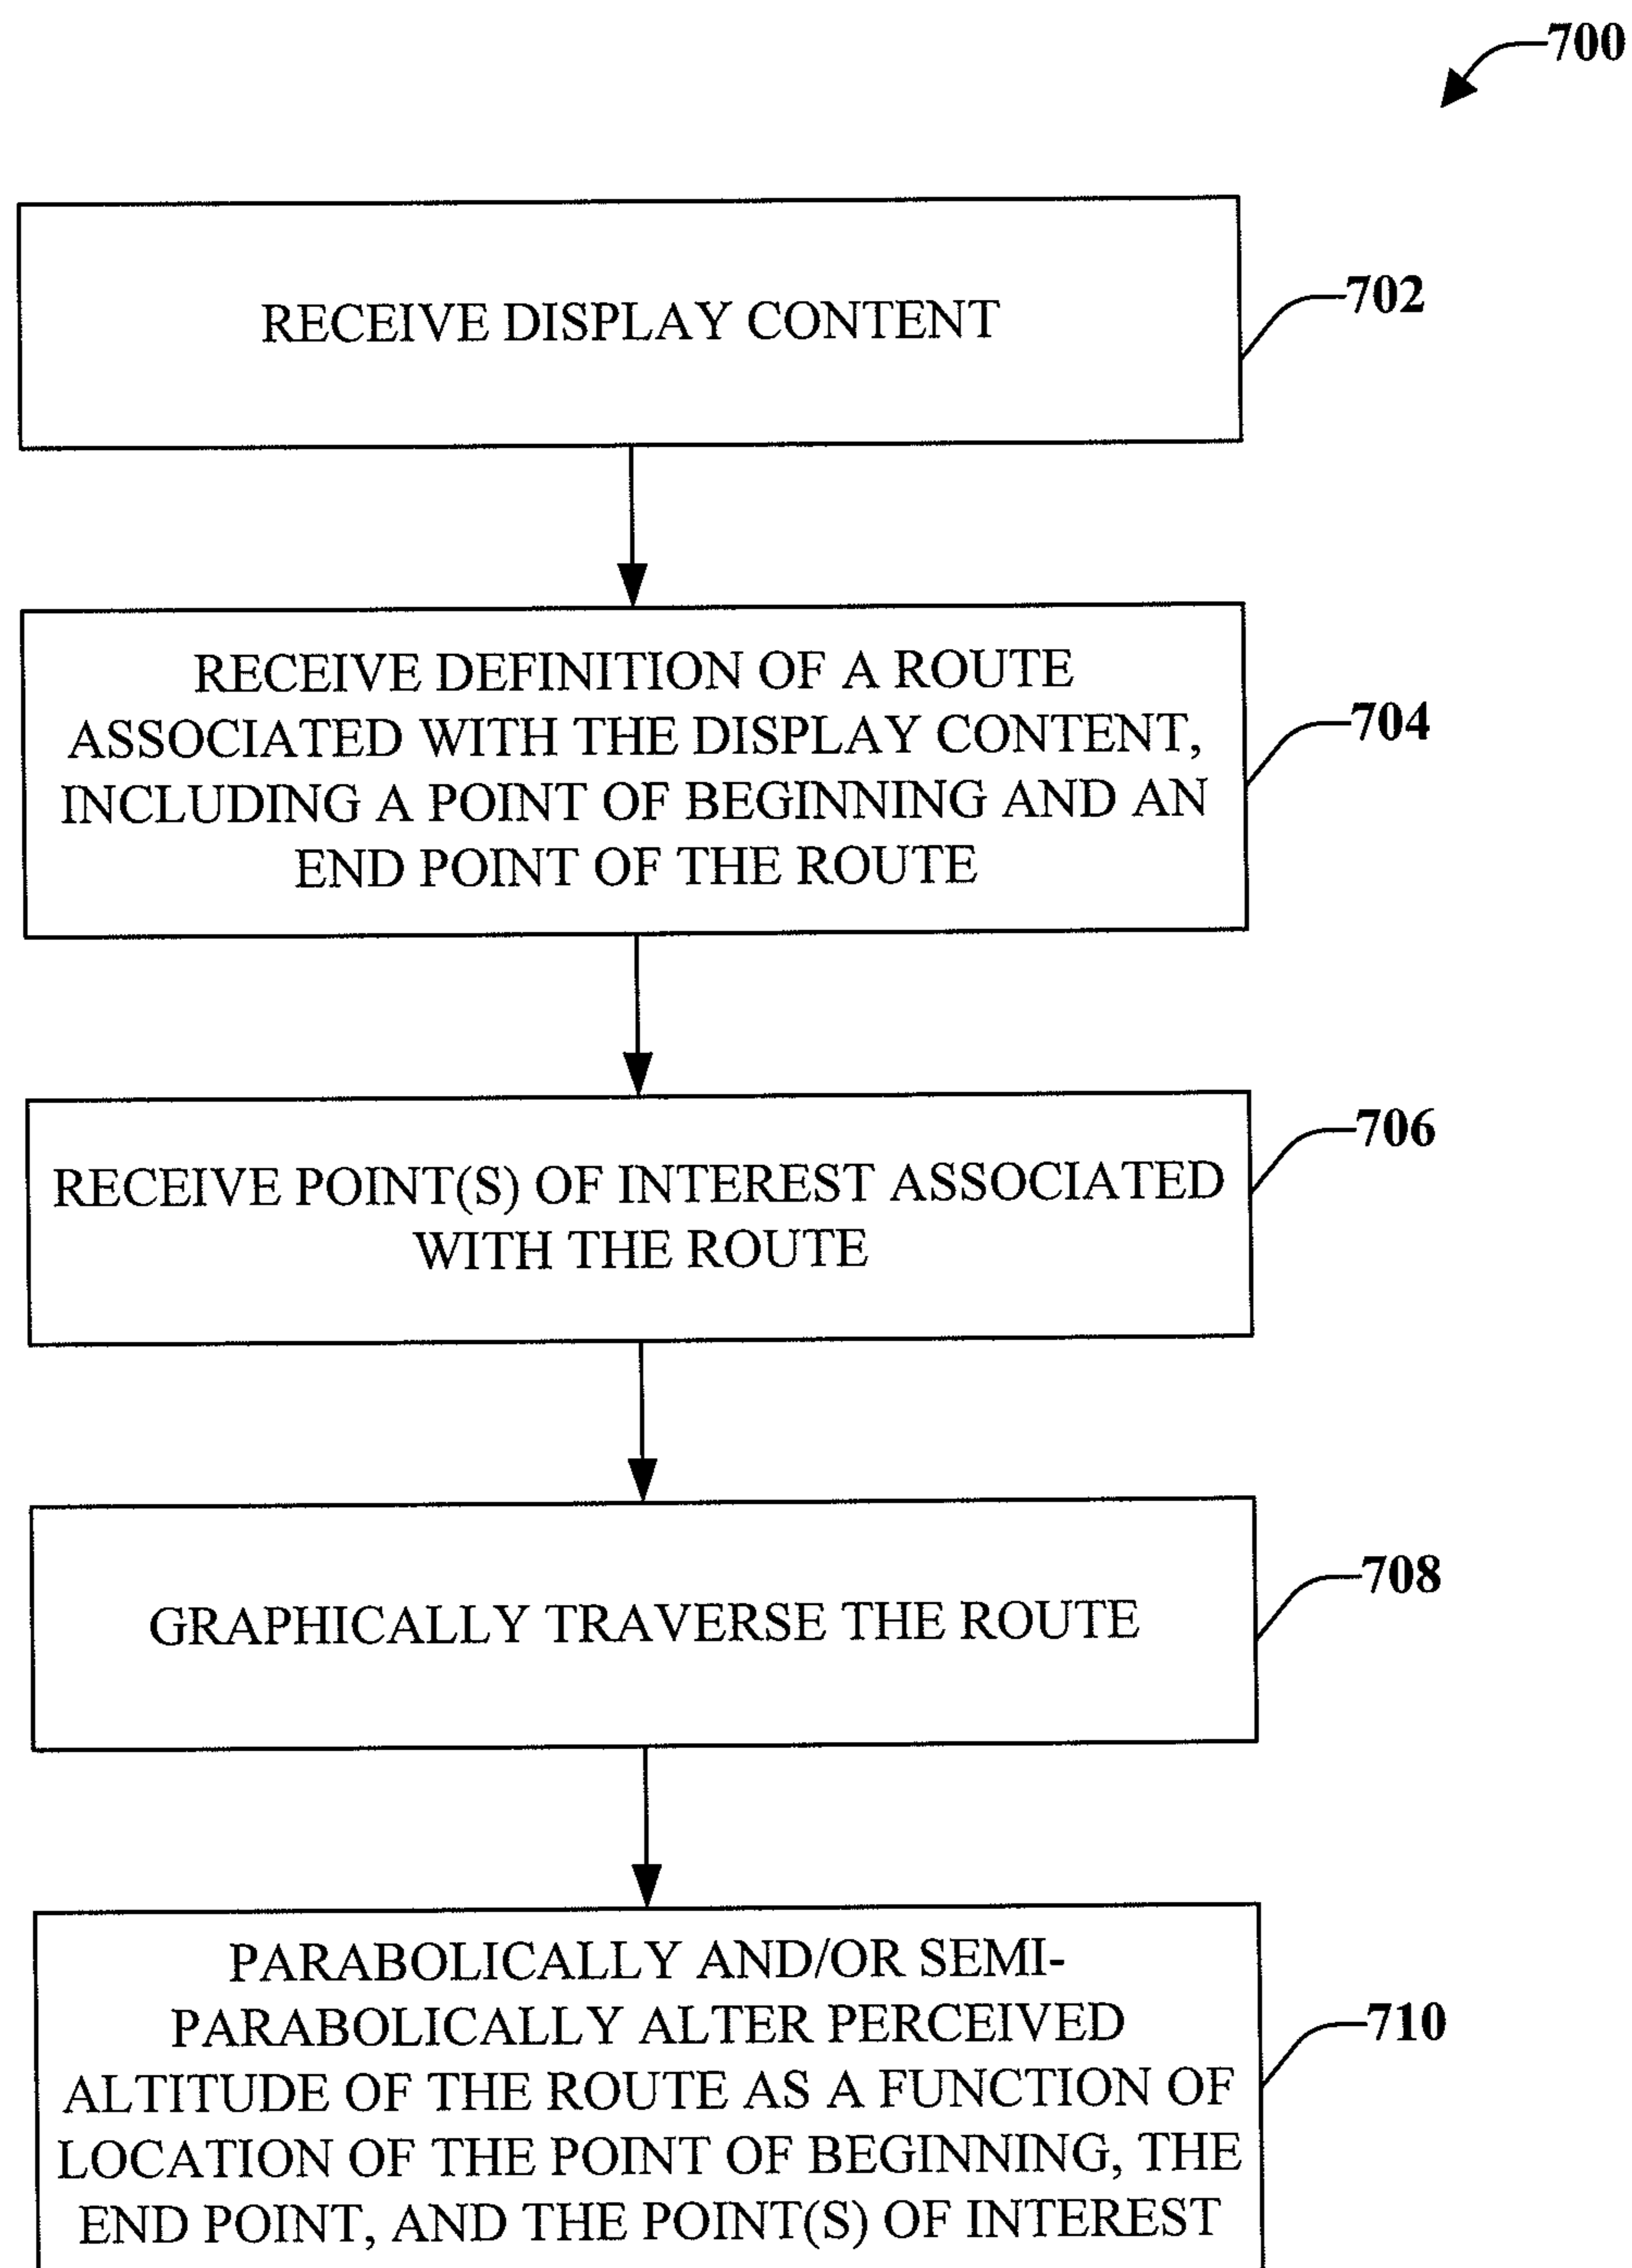 700
RECEIVE DISPLAY CONTENT
702
RECEIVE DEFINITION OF A ROUTE
ASSOCIATED WITH THE DISPLAY CONTENT,
INCLUDING A POINT OF BEGINNING AND AN
END POINT OF THE ROUTE
704
RECEIVE POINT(S) OF INTEREST ASSOCIATED
WITH THE ROUTE
706
GRAPHICALLY TRAVERSE THE ROUTE
708
PARABOLICALLY AND/OR SEMI-
PARABOLICALLY ALTER PERCEIVED
ALTITUDE OF THE ROUTE AS A FUNCTION OF
LOCATION OF THE POINT OF BEGINNING, THE
END POINT, AND THE POINT(S) OF INTEREST
710